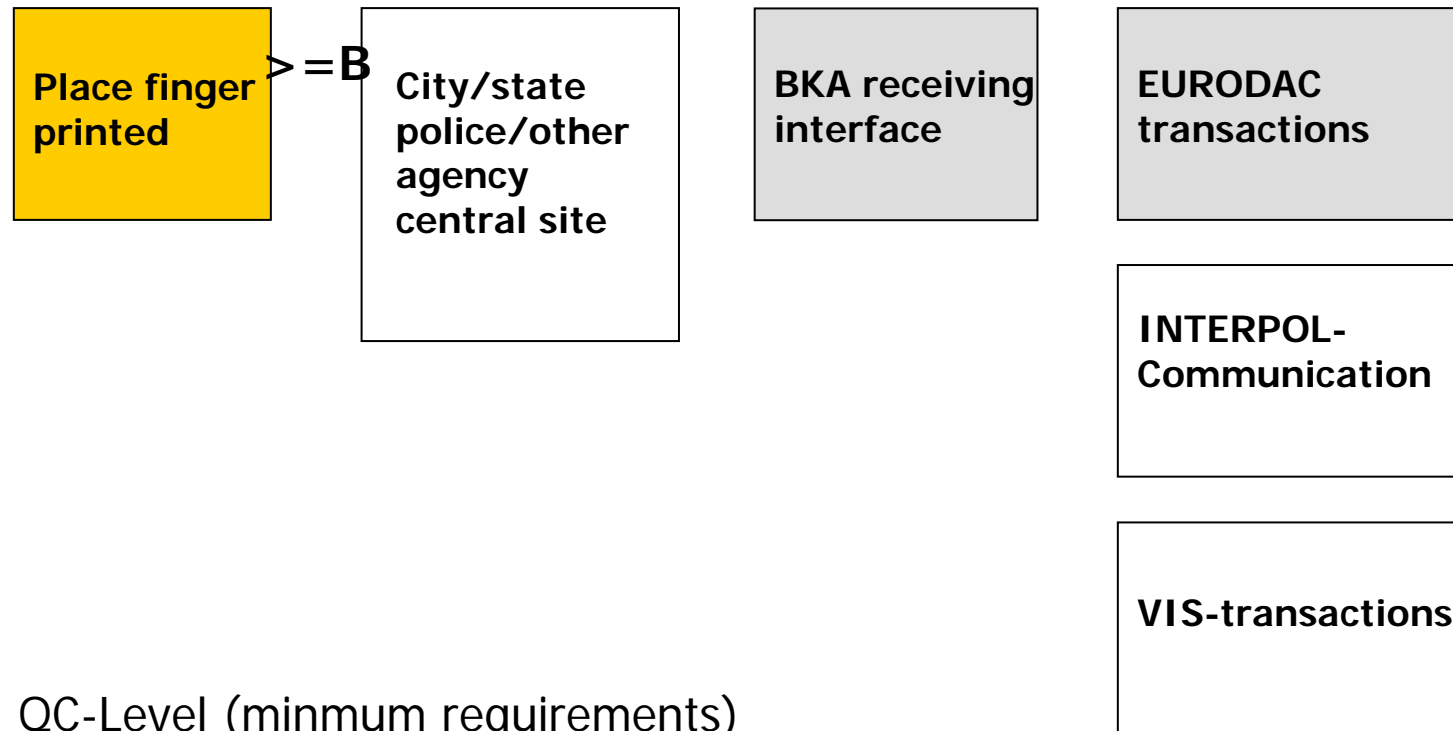 Place finger
printed
>=B
City/state
police/other
agency
central site
BKA receiving
interface
EURODAC
transactions
INTERPOL-
Communication
VIS-transactions
QC-Level (minmum requirements)